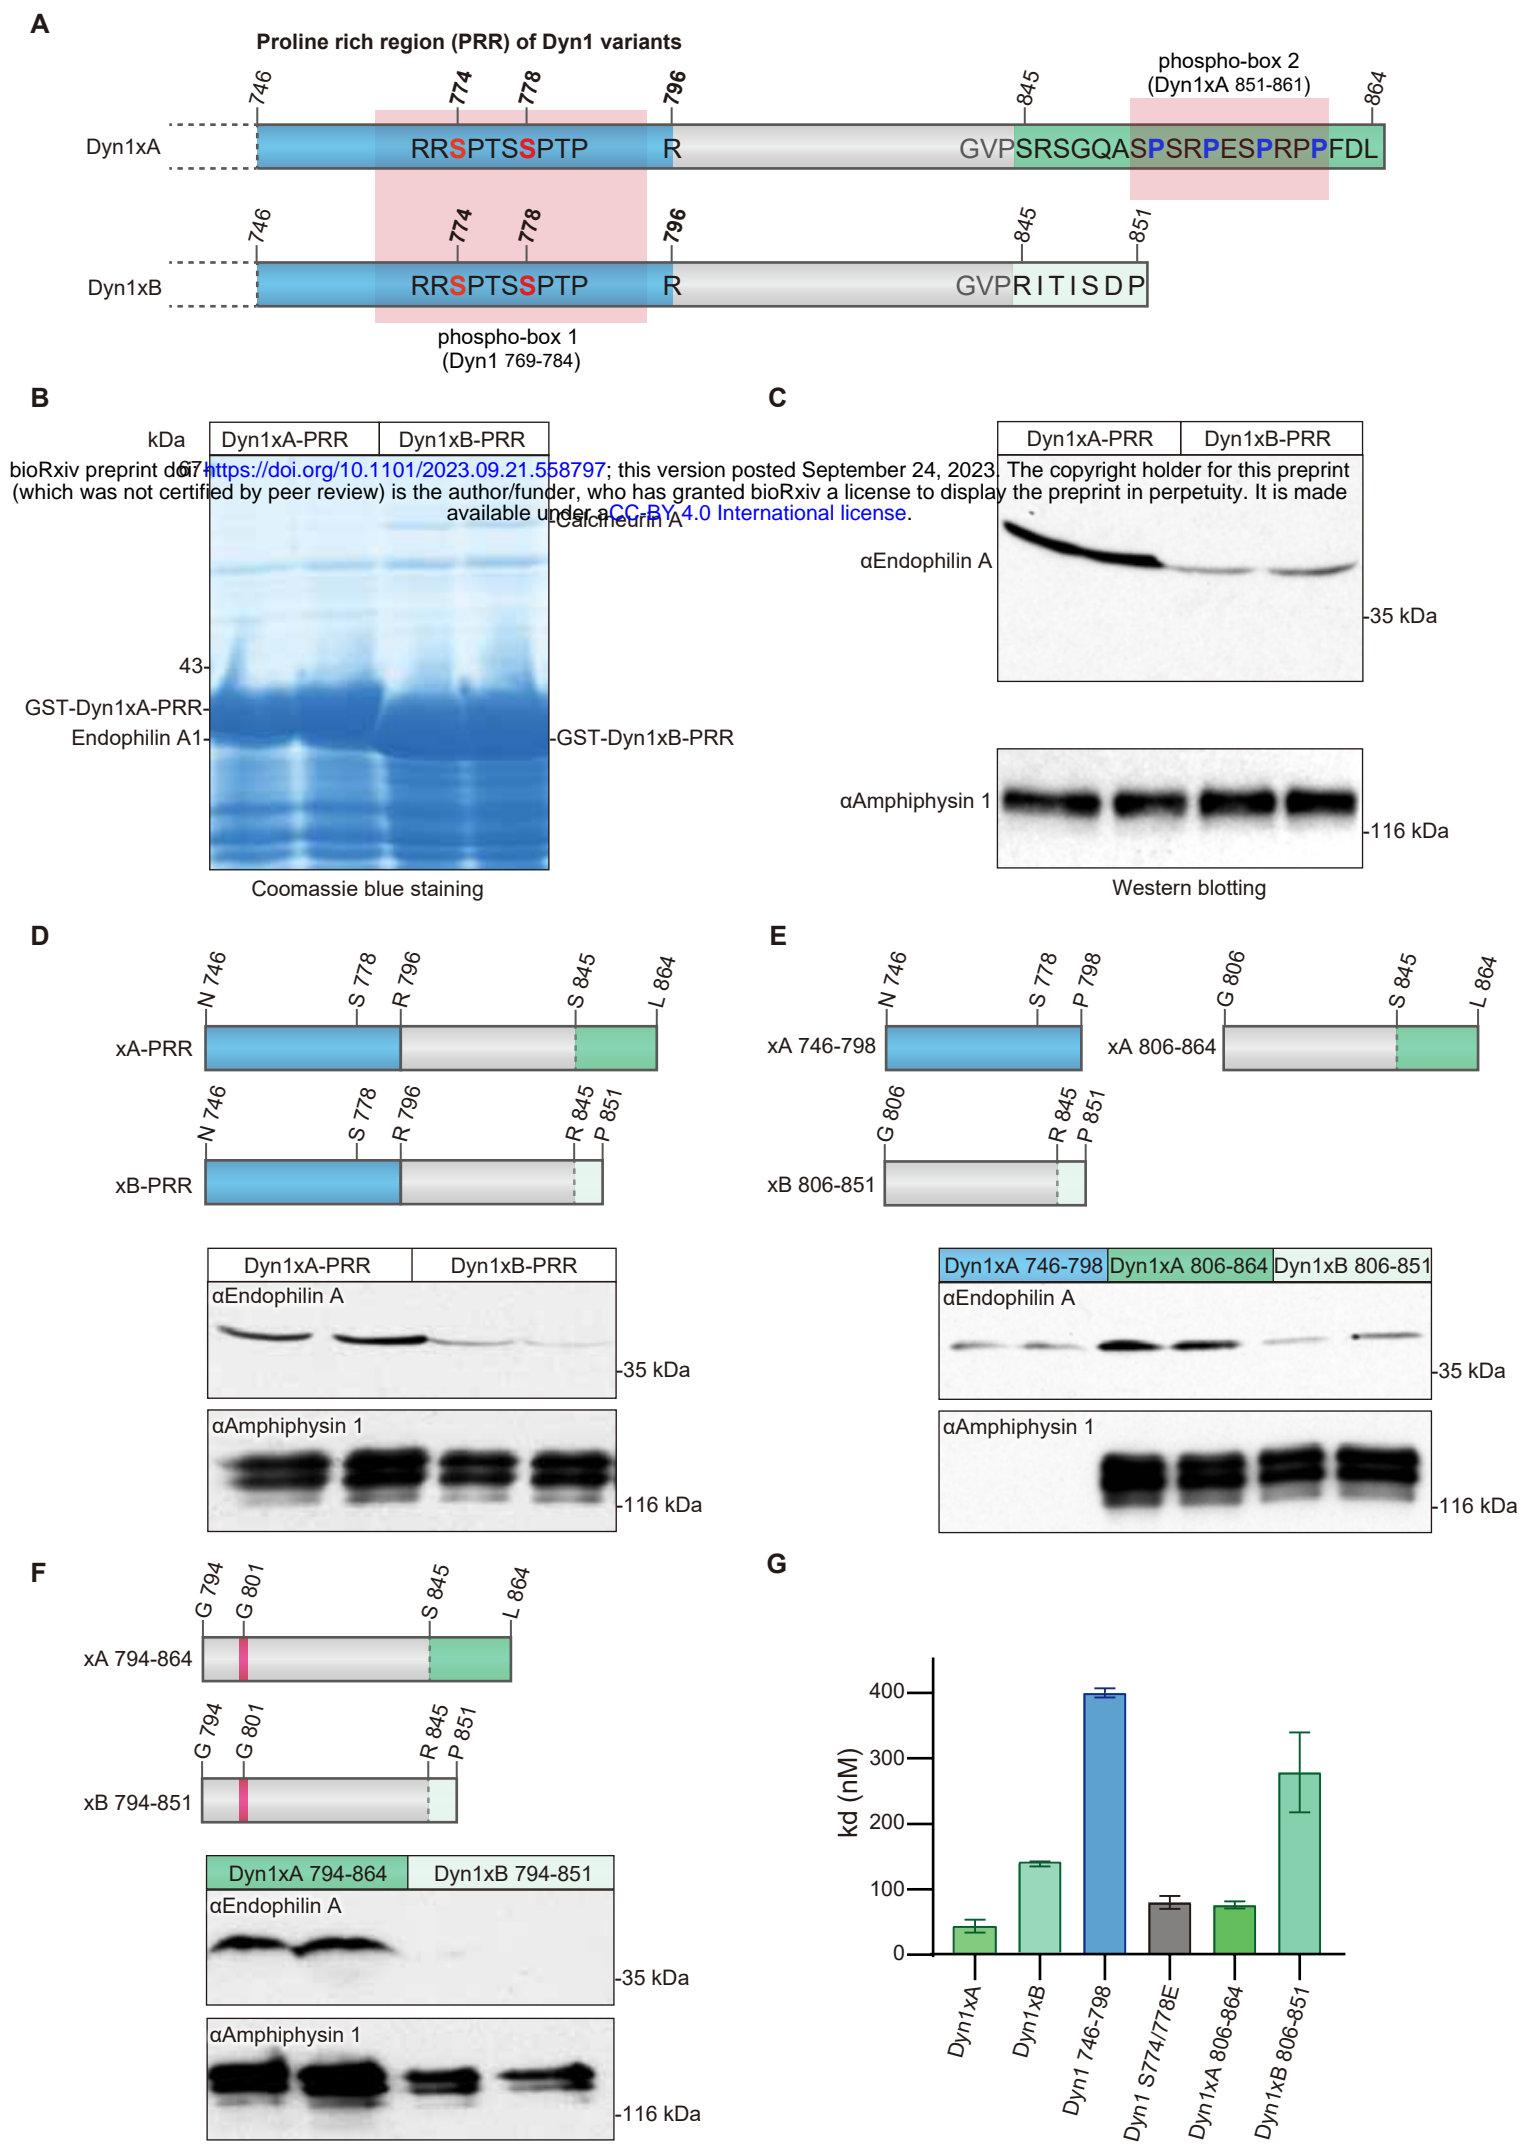 A
Proline rich region (PRR) of Dyn1 variants
phospho-box 2
(Dyn1xA 851-861)
746
774
778
796
845
864
Dyn1xA
RRSPTSSPTP
R
GVPSRSGQASPSRPESPRPPFDL
746
774
778
796
845
851
Dyn1xB
RRSPTSSPTP
R
GVPRITISDP
phospho-box 1
(Dyn1 769-784)
B
kDa
Dyn1xA-PRR
Dyn1xB-PRR
67-
bioRxiv preprint doi: https://doi.org/10.1101/2023.09.21.558797; this version posted September 24, 2023. The copyright holder for this preprint
(which was not certified by peer review) is the author/funder, who has granted bioRxiv a license to display the preprint in perpetuity. It is made
available under aCC-BY 4.0 International license.
-Calcineurin A
43-
GST-Dyn1xA-PRR-
Endophilin A1-
-GST-Dyn1xB-PRR
Coomassie blue staining
C
Dyn1xA-PRR
Dyn1xB-PRR
αEndophilin A
-35 kDa
αAmphiphysin 1
-116 kDa
Western blotting
D
N 746
S 778
R 796
S 845
L 864
xA-PRR
N 746
S 778
R 796
R 845
P 851
xB-PRR
Dyn1xA-PRR
Dyn1xB-PRR
αEndophilin A
-35 kDa
αAmphiphysin 1
-116 kDa
E
N 746
S 778
P 798
xA 746-798
G 806
S 845
L 864
xA 806-864
G 806
R 845
P 851
xB 806-851
Dyn1xA 746-798
Dyn1xA 806-864
Dyn1xB 806-851
αEndophilin A
-35 kDa
αAmphiphysin 1
-116 kDa
F
G 794
G 801
S 845
L 864
xA 794-864
G 794
G 801
R 845
P 851
xB 794-851
Dyn1xA 794-864
Dyn1xB 794-851
αEndophilin A
-35 kDa
αAmphiphysin 1
-116 kDa
G
kd (nM)
400
300
200
100
0
Dyn1xA
Dyn1xB
Dyn1 746-798
Dyn1 S774/778E
Dyn1xA 806-864
Dyn1xB 806-851